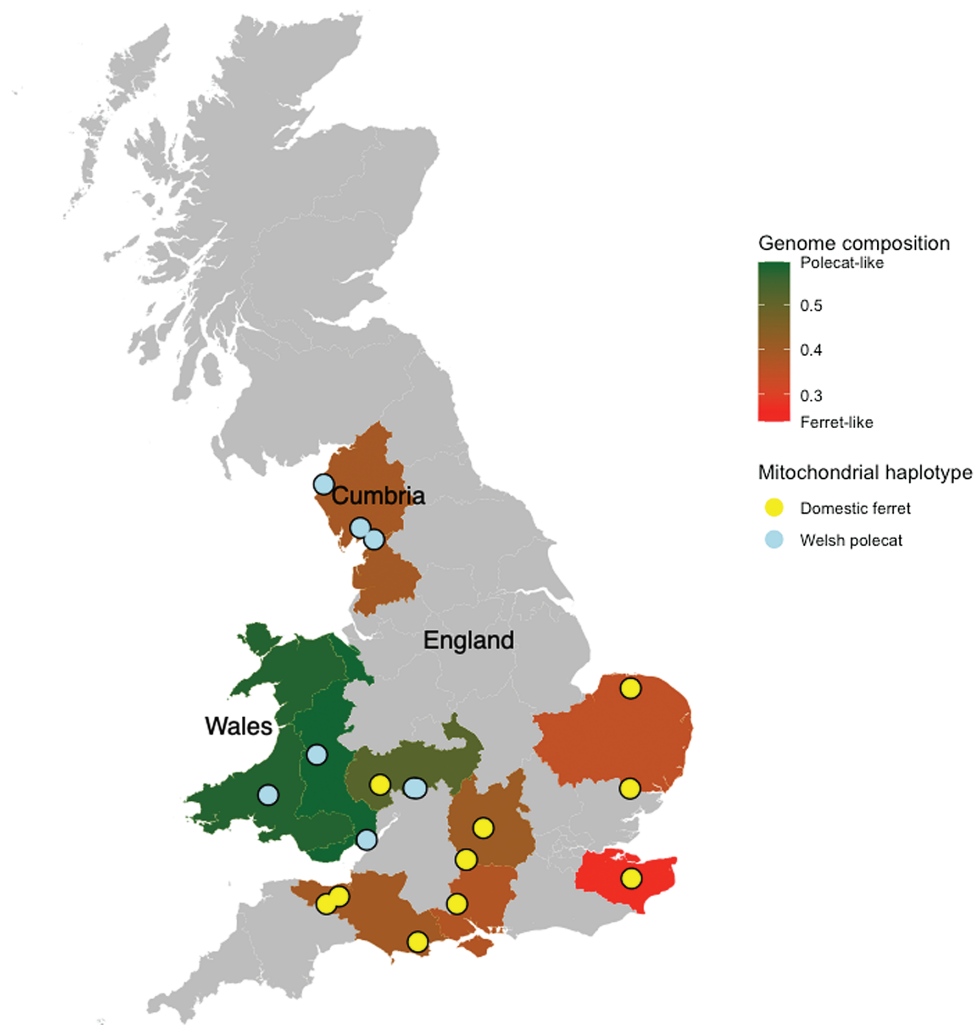 Genome composition
Polecat-like
0.5
0.4
0.3
Ferret-like
Mitochondrial haplotype
Domestic ferret
Welsh polecat
Cumbria
England
Wales